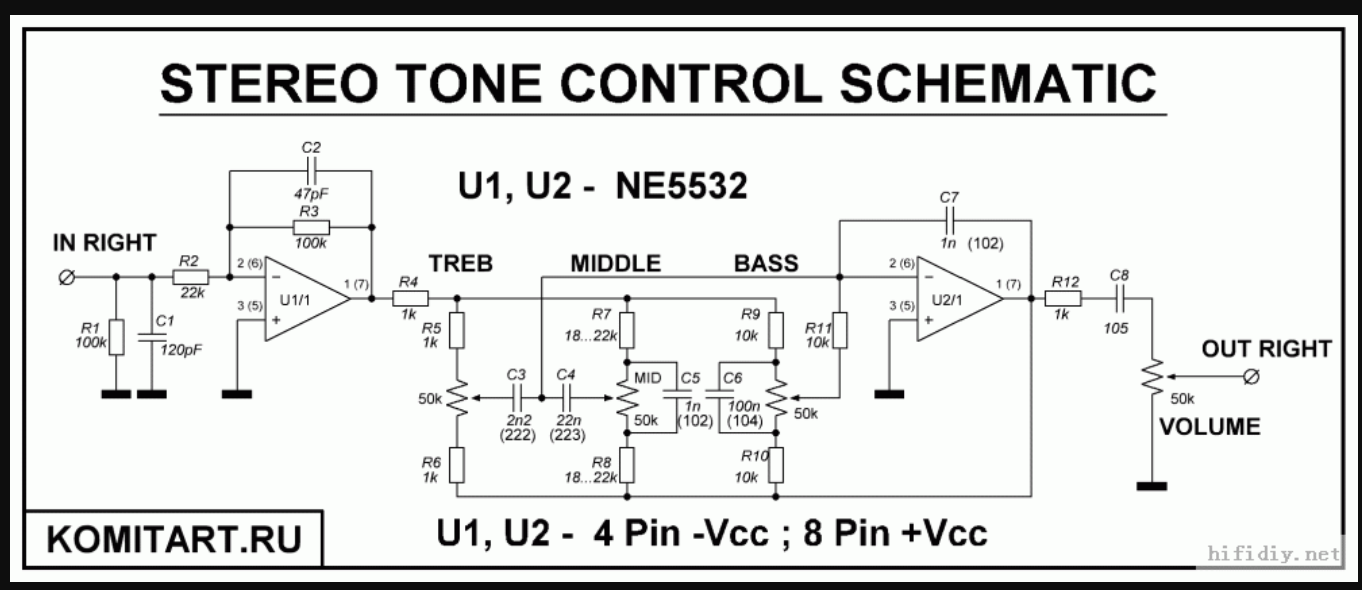 STEREO TONE CONTROL SCHEMATIC
C2
47pF
R3
100k
U1, U2 - NE5532
IN RIGHT
R2
22k
2 (6)
3 (5)
1 (7)
U1/1
R1
100k
C1
120pF
R4
1k
TREB
MIDDLE
BASS
R5
1k
50k
R6
1k
C3
2n2
(222)
C4
22n
(223)
R7
18...22k
MID
50k
C5
1n
(102)
R8
18...22k
C6
100n
(104)
R9
10k
50k
R10
10k
R11
10k
C7
1n (102)
2 (6)
3 (5)
1 (7)
U2/1
R12
1k
C8
105
OUT RIGHT
50k
VOLUME
KOMITART.RU
U1, U2 - 4 Pin -Vcc ; 8 Pin +Vcc
hifidiy.net